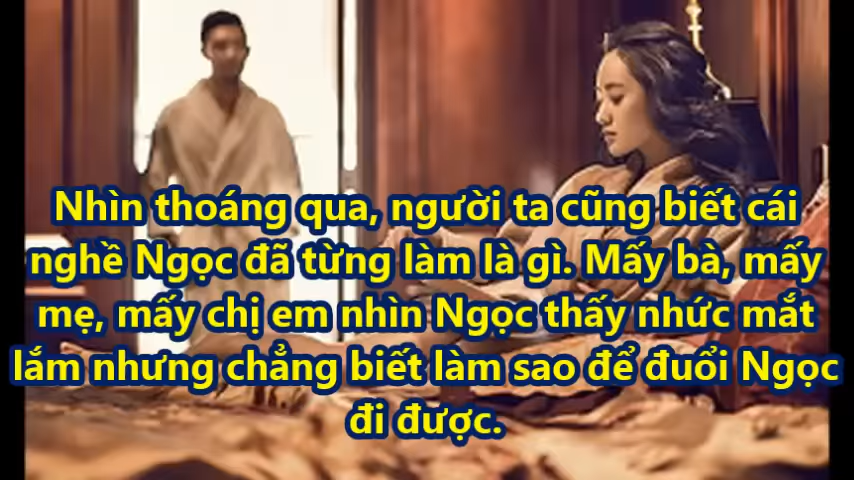 Nhìn thoáng qua, người ta cũng biết cái
nghề Ngọc đã từng làm là gì. Mấy bà, mấy
mẹ, mấy chị em nhìn Ngọc thấy nhức mắt
lắm nhưng chẳng biết làm sao để đuổi Ngọc
đi được.